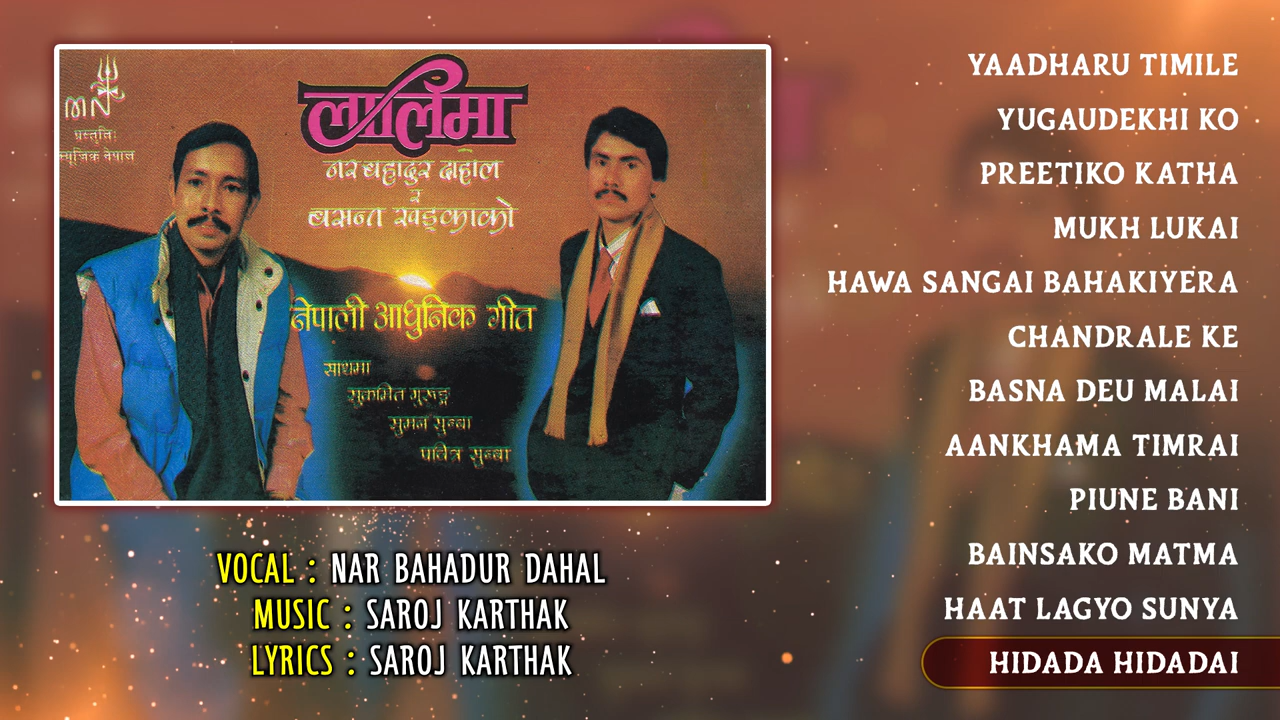 प्रस्तुतिः
म्यूजिक नेपाल
लालिमा
नर बहादुर दाहाल
र
बसन्त खड्काको
नेपाली आधुनिक गीत
साथमा
सुकमित गुरुङ्ग
सुमन सुब्बा
पवित्र सुब्बा
VOCAL : NAR BAHADUR DAHAL
MUSIC : SAROJ KARTHAK
LYRICS : SAROJ KARTHAK
YAADHARU TIMILE
YUGAUDEKHI KO
PREETIKO KATHA
MUKH LUKAI
HAWA SANGAI BAHAKIYERA
CHANDRALE KE
BASNA DEU MALAI
AANKHAMA TIMRAI
PIUNE BANI
BAINSAKO MATMA
HAAT LAGYO SUNYA
HIDADA HIDADAI